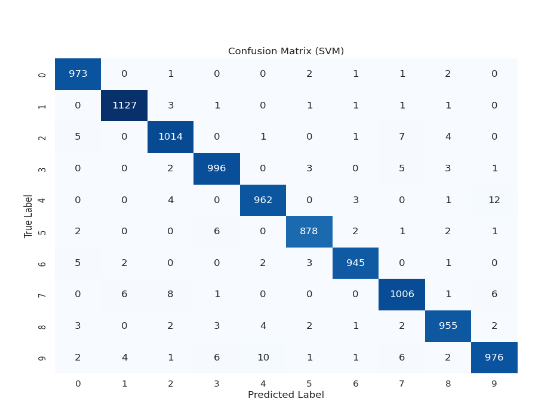 Confusion Matrix (SVM)
0 973 0 1 0 0 2 1 1 2 0
1 0 1127 3 1 0 1 1 1 1 0
2 5 0 1014 0 1 0 1 7 4 0
3 0 0 2 996 0 3 0 5 3 1
4 0 0 4 0 962 0 3 0 1 12
5 2 0 0 6 0 878 2 1 2 1
6 5 2 0 0 2 3 945 0 1 0
7 0 6 8 1 0 0 0 1006 1 6
8 3 0 2 3 4 2 1 2 955 2
9 2 4 1 6 10 1 1 6 2 976
True Label
0 1 2 3 4 5 6 7 8 9
Predicted Label